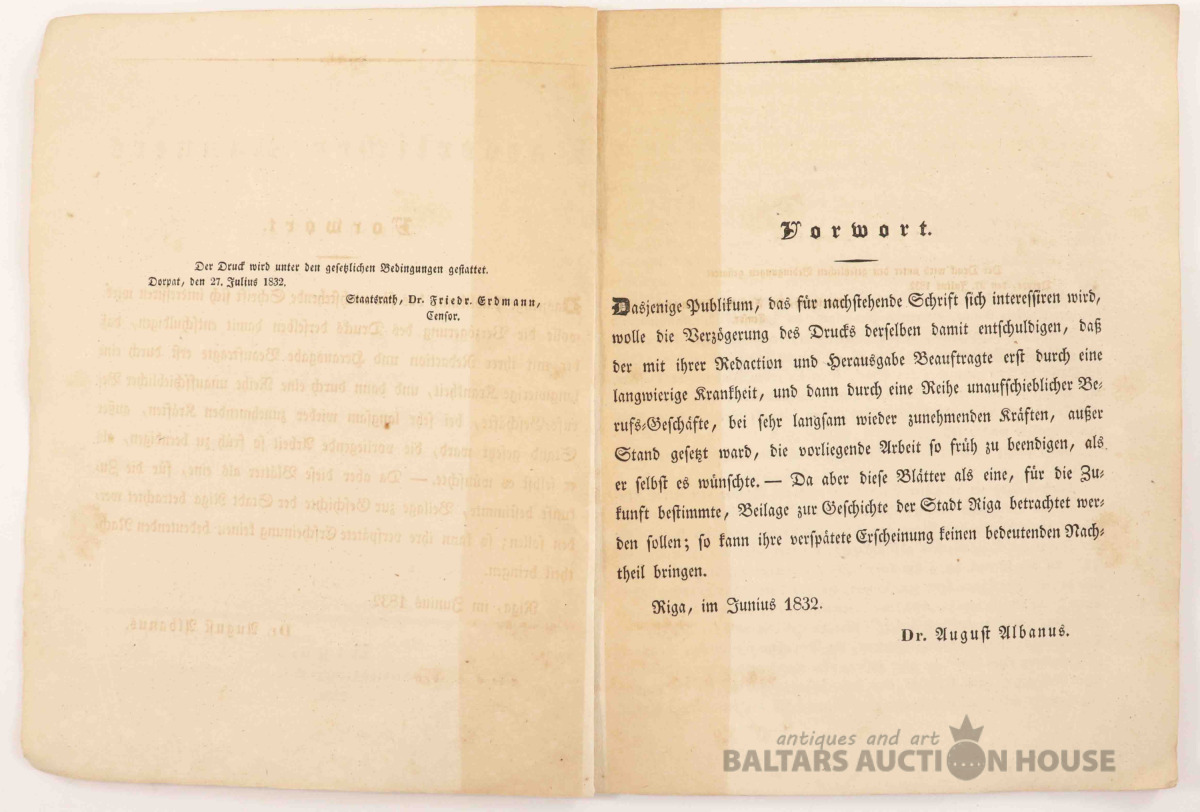 Der Druck wird unter den gesetzlichen Bedingungen gestattet.
Dorpat, den 27. Julius 1832.
Staatsrath, Dr. Friedr. Erdmann,
Censor.
Vorwort.
Dasjenige Publikum, das für nachstehende Schrift sich interessiren wird,
wolle die Verzögerung des Drucks derselben damit entschuldigen, daß
der mit ihrer Redaction und Herausgabe Beauftragte erst durch eine
langwierige Krankheit, und dann durch eine Reihe unaufschieblicher Be-
rufs-Geschäfte, bei sehr langsam wieder zunehmenden Kräften, außer
Stand gesetzt ward, die vorliegende Arbeit so früh zu beendigen, als
er selbst es wünschte. — Da aber diese Blätter als eine, für die Zu-
kunft bestimmte, Beilage zur Geschichte der Stadt Riga betrachtet wer-
den sollen; so kann ihre verspätete Erscheinung keinen bedeutenden Nach-
theil bringen.
Riga, im Junius 1832.
Dr. August Albanus.
antiques and art
BALTARS AUCTION HOUSE